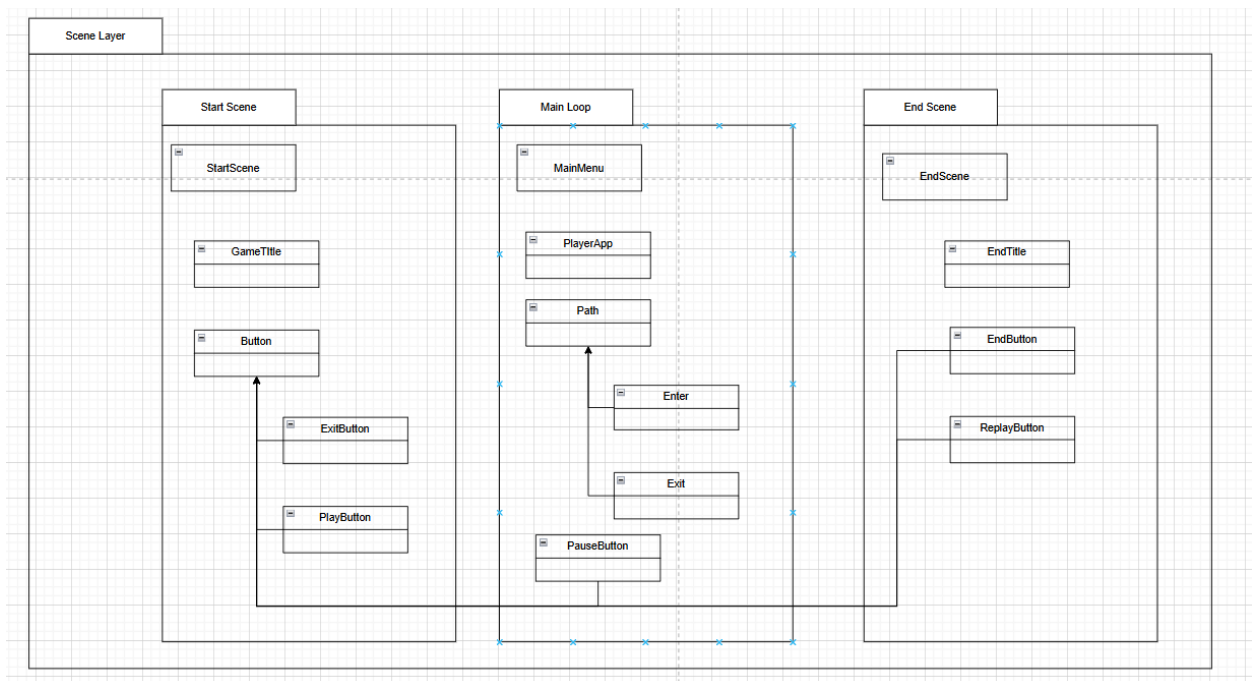 Scene Layer
Start Scene
StartScene
GameTItle
Button
ExitButton
PlayButton
Main Loop
MainMenu
PlayerApp
Path
Enter
Exit
PauseButton
End Scene
EndScene
EndTitle
EndButton
ReplayButton